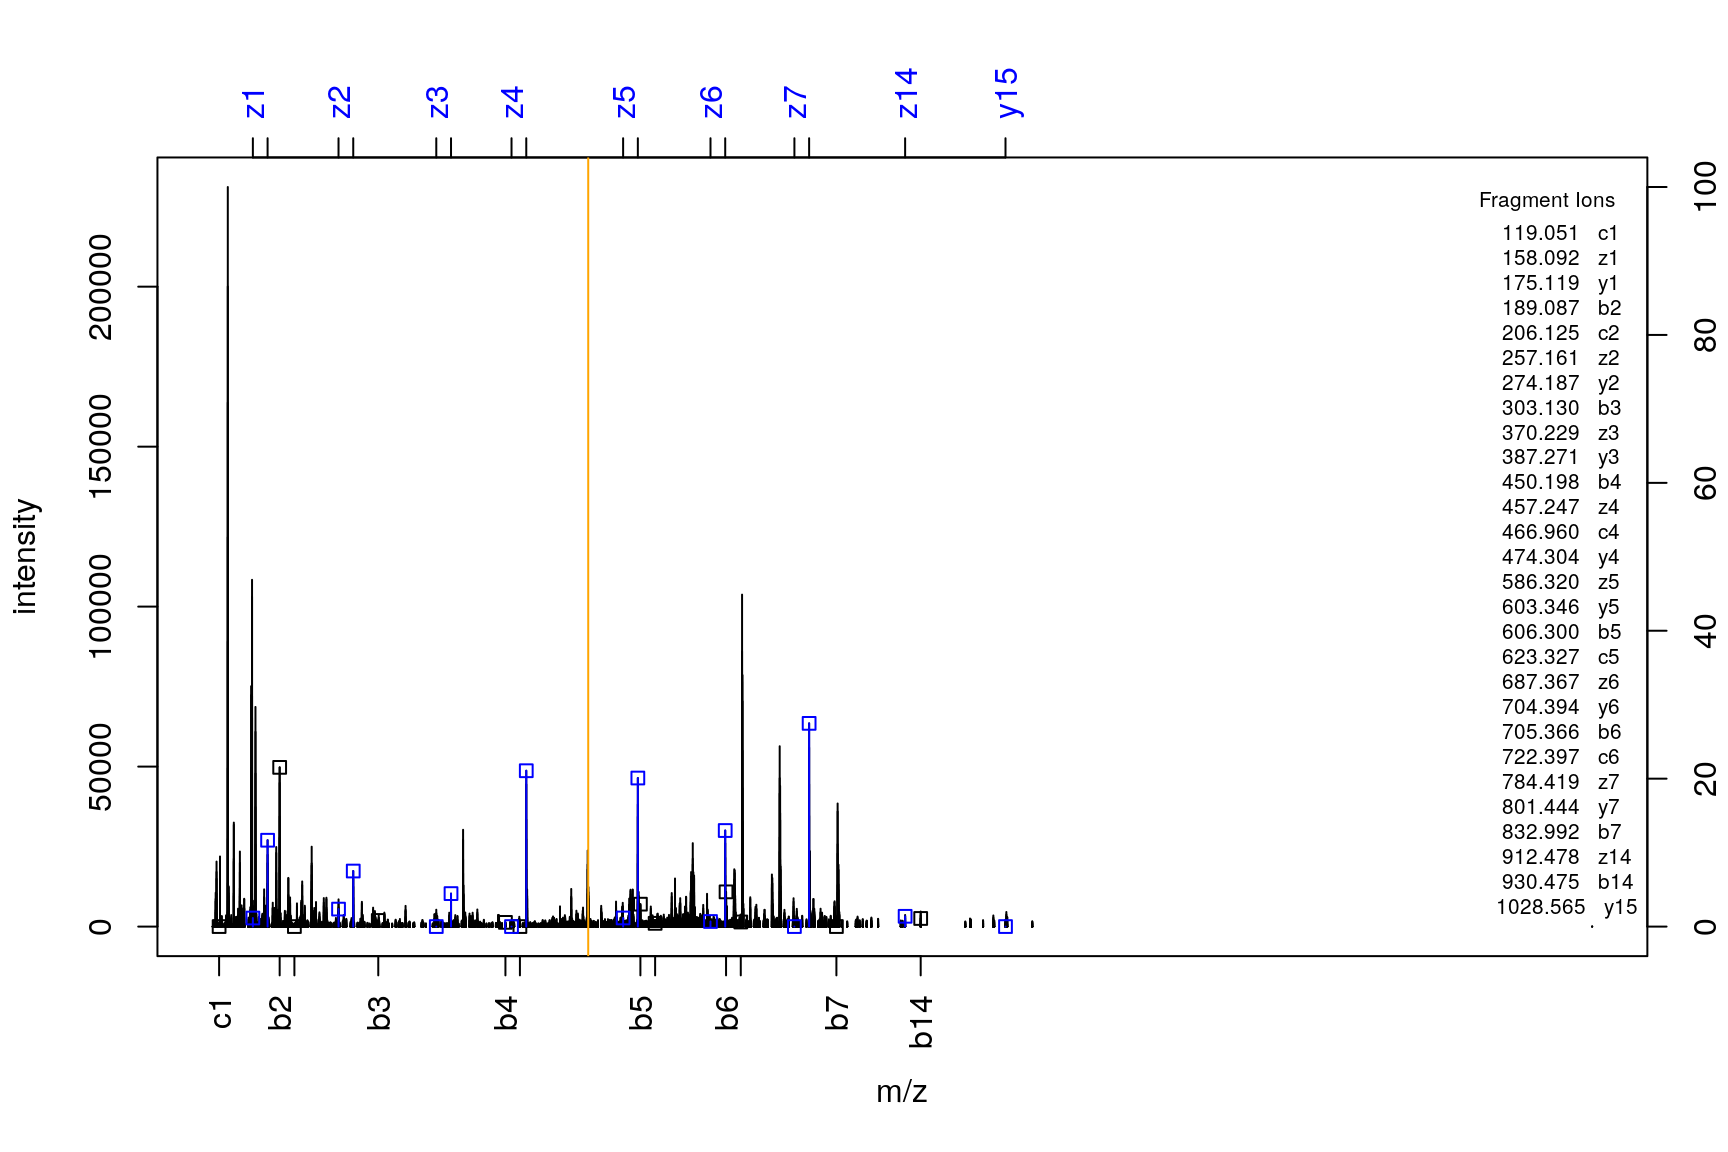 z1 z2 z3 z4 z5 z6 z7 z14 y15
intensity
0 50000 100000 150000 200000
0 20 40 60 80 100
Fragment Ions
119.051 c1
158.092 z1
175.119 y1
189.087 b2
206.125 c2
257.161 z2
274.187 y2
303.130 b3
370.229 z3
387.271 y3
450.198 b4
457.247 z4
466.960 c4
474.304 y4
586.320 z5
603.346 y5
606.300 b5
623.327 c5
687.367 z6
704.394 y6
705.366 b6
722.397 c6
784.419 z7
801.444 y7
832.992 b7
912.478 z14
930.475 b14
1028.565 y15
c1 b2 b3 b4 b5 b6 b7 b14
m/z